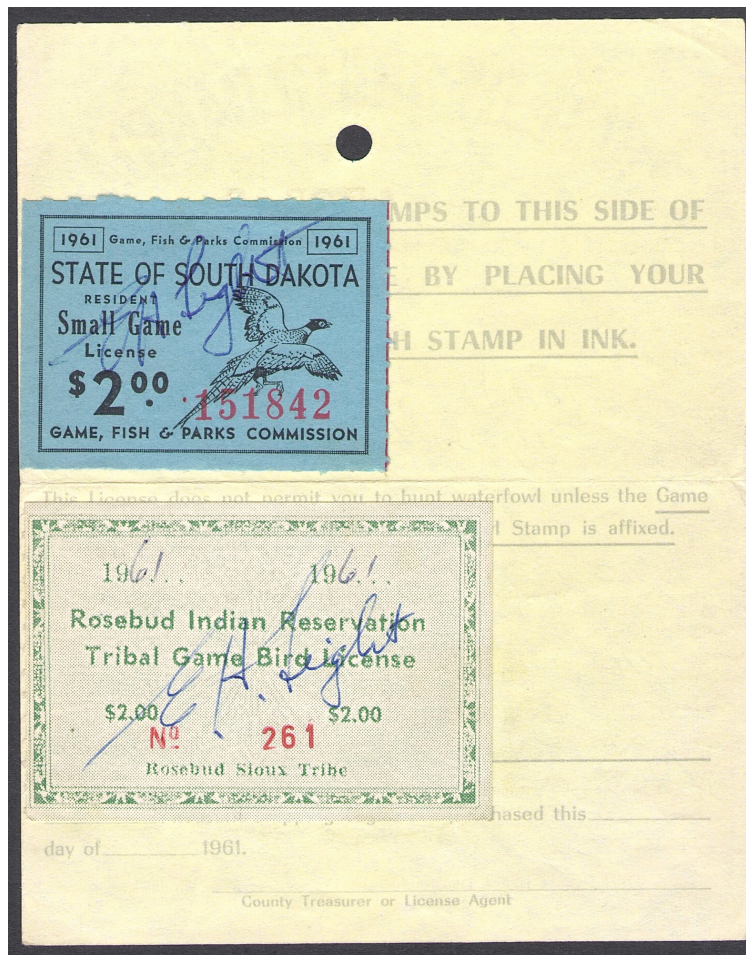 MPS TO THIS SIDE OF
BY PLACING YOUR
H STAMP IN INK.
1961 Game, Fish & Parks Commission 1961
STATE OF SOUTH DAKOTA
RESIDENT
Small Game
License
$2.00
151842
GAME, FISH & PARKS COMMISSION
This License does not permit you to hunt waterfowl unless the Game
l Stamp is affixed.
1961 1961
Rosebud Indian Reservation
Tribal Game Bird License
$2.00 $2.00
Nº 261
Rosebud Sioux Tribe
hased this
day of 1961.
County Treasurer or License Agent